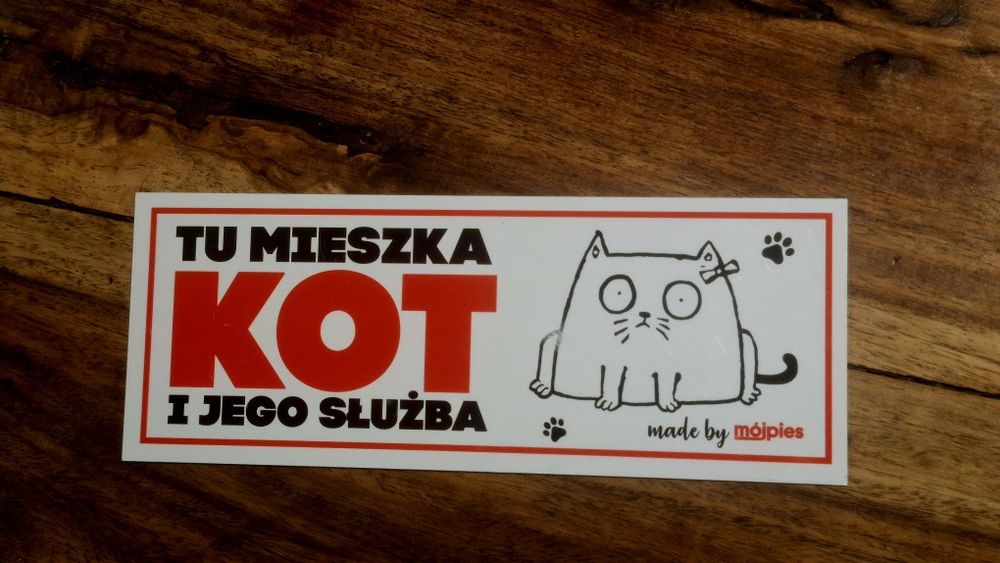 TU MIESZKA
KOT
I JEGO SŁUŻBA
made by mójpies